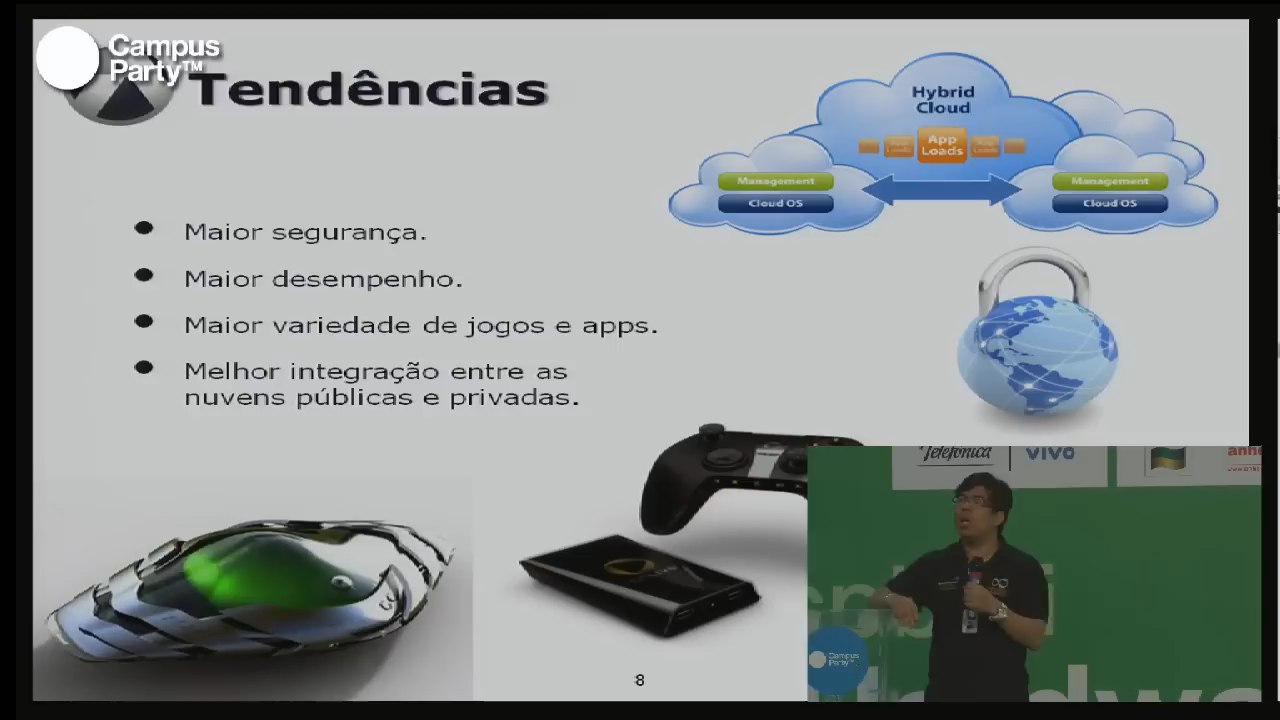 Campus
Party™
Tendências
Hybrid
Cloud
App
Loads
Management
Cloud OS
Management
Cloud OS
Maior segurança.
Maior desempenho.
Maior variedade de jogos e apps.
Melhor integração entre as
nuvens públicas e privadas.
Telefônica
vivo
Campus
Party
8